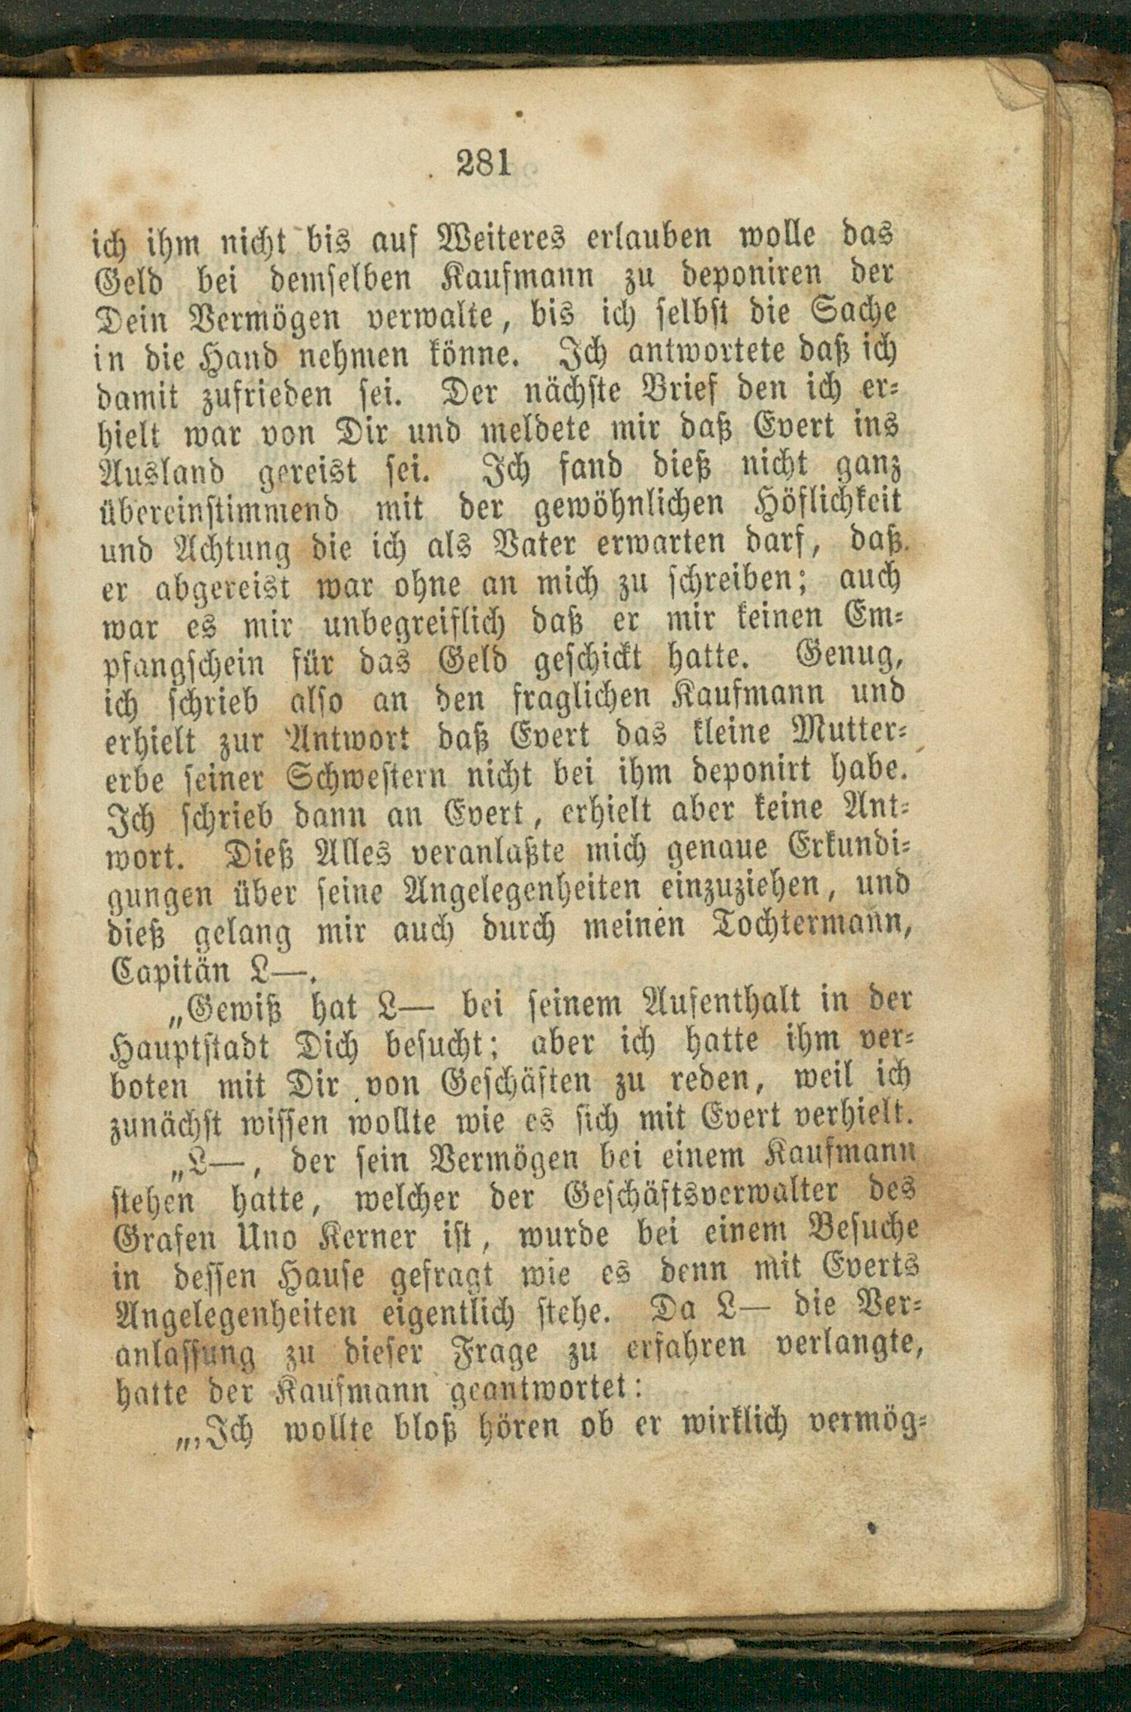 281
ich ihm nicht bis auf Weiteres erlauben wolle das
Geld bei demselben Kaufmann zu deponiren der
Dein Vermögen verwalte, bis ich selbst die Sache
in die Hand nehmen könne. Ich antwortete daß ich
damit zufrieden sei. Der nächste Brief den ich er-
hielt war von Dir und meldete mir daß Evert ins
Ausland gereist sei. Ich fand dieß nicht ganz
übereinstimmend mit der gewöhnlichen Höflichkeit
und Achtung die ich als Vater erwarten darf, daß
er abgereist war ohne an mich zu schreiben; auch
war es mir unbegreiflich daß er mir keinen Em-
pfangschein für das Geld geschickt hatte. Genug,
ich schrieb also an den fraglichen Kaufmann und
erhielt zur Antwort daß Evert das kleine Mutter-
erbe seiner Schwestern nicht bei ihm deponirt habe.
Ich schrieb dann an Evert, erhielt aber keine Ant-
wort. Dieß Alles veranlaßte mich genaue Erkundi-
gungen über seine Angelegenheiten einzuziehen, und
dieß gelang mir auch durch meinen Tochtermann,
Capitän L—.
„Gewiß hat L— bei seinem Aufenthalt in der
Hauptstadt Dich besucht; aber ich hatte ihm ver-
boten mit Dir von Geschäften zu reden, weil ich
zunächst wissen wollte wie es sich mit Evert verhielt.
„L—, der sein Vermögen bei einem Kaufmann
stehen hatte, welcher der Geschäftsverwalter des
Grafen Uno Kerner ist, wurde bei einem Besuche
in dessen Hause gefragt wie es denn mit Everts
Angelegenheiten eigentlich stehe. Da L— die Ver-
anlassung zu dieser Frage zu erfahren verlangte,
hatte der Kaufmann geantwortet:
„‚Ich wollte bloß hören ob er wirklich vermög-